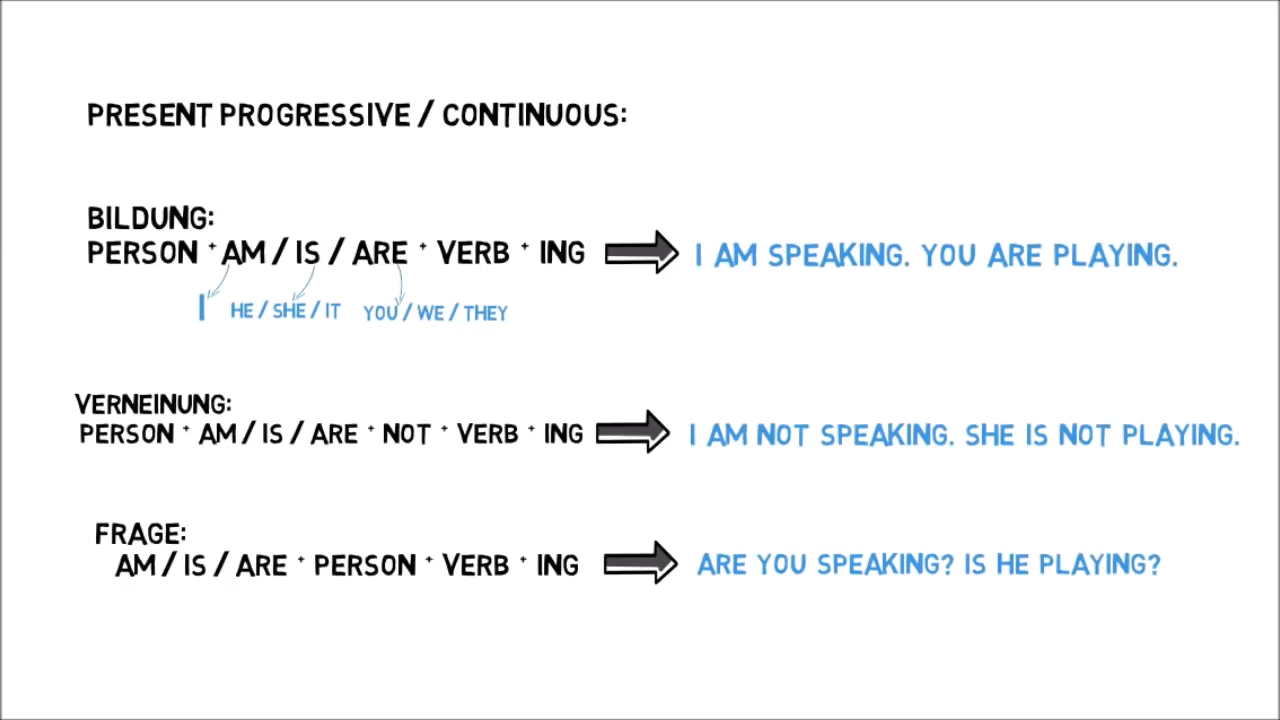 PRESENT PROGRESSIVE / CONTINUOUS:
BILDUNG:
PERSON + AM / IS / ARE + VERB + ING I AM SPEAKING. YOU ARE PLAYING.
I HE / SHE / IT YOU / WE / THEY
VERNEINUNG:
PERSON + AM / IS / ARE + NOT + VERB + ING I AM NOT SPEAKING. SHE IS NOT PLAYING.
FRAGE:
AM / IS / ARE + PERSON + VERB + ING ARE YOU SPEAKING? IS HE PLAYING?